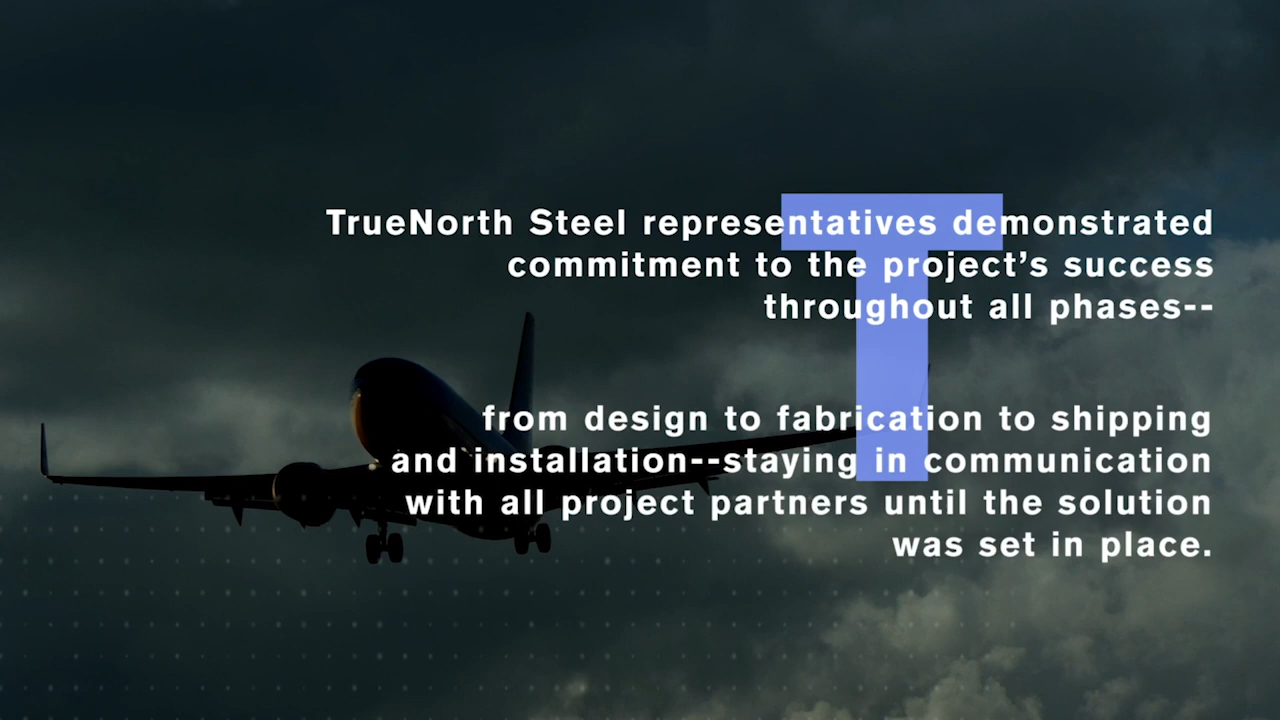 TrueNorth Steel representatives demonstrated
commitment to the project’s success
throughout all phases--
from design to fabrication to shipping
and installation--staying in communication
with all project partners until the solution
was set in place.
T